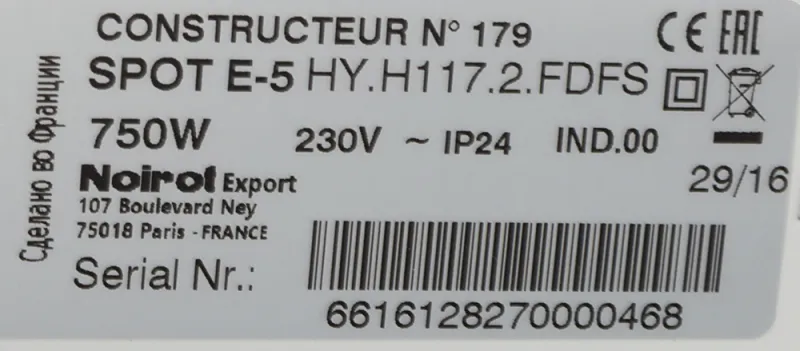 CONSTRUCTEUR N° 179
CE EAC
SPOT E-5 HY.H117.2.FDFS
750W 230V ~ IP24 IND.00
Noirot Export
29/16
107 Boulevard Ney
75018 Paris - FRANCE
Serial Nr.:
6616128270000468
Сделано во Франции